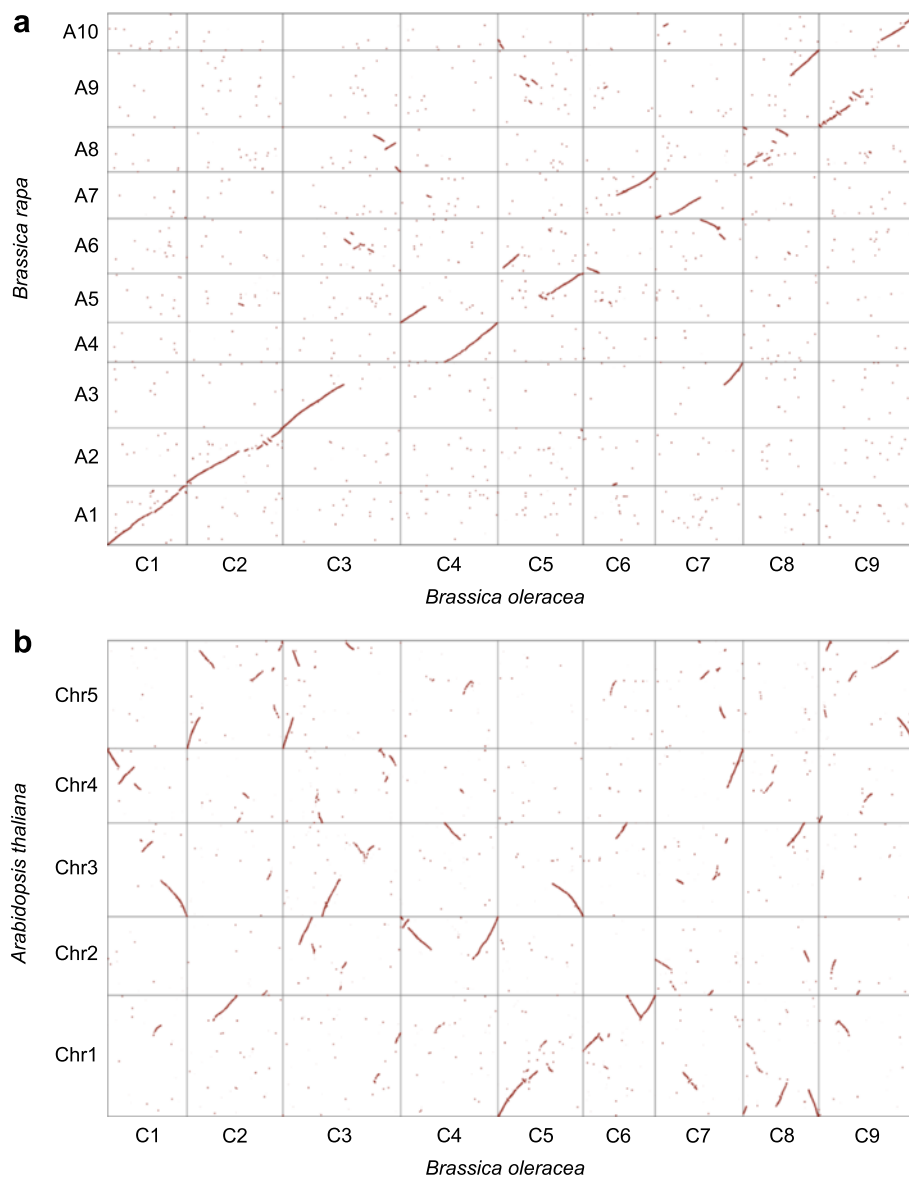 a
A10
A9
A8
A7
A6
A5
A4
A3
A2
A1
Brassica rapa
C1 C2 C3 C4 C5 C6 C7 C8 C9
Brassica oleracea
b
Chr5
Chr4
Chr3
Chr2
Chr1
Arabidopsis thaliana
C1 C2 C3 C4 C5 C6 C7 C8 C9
Brassica oleracea